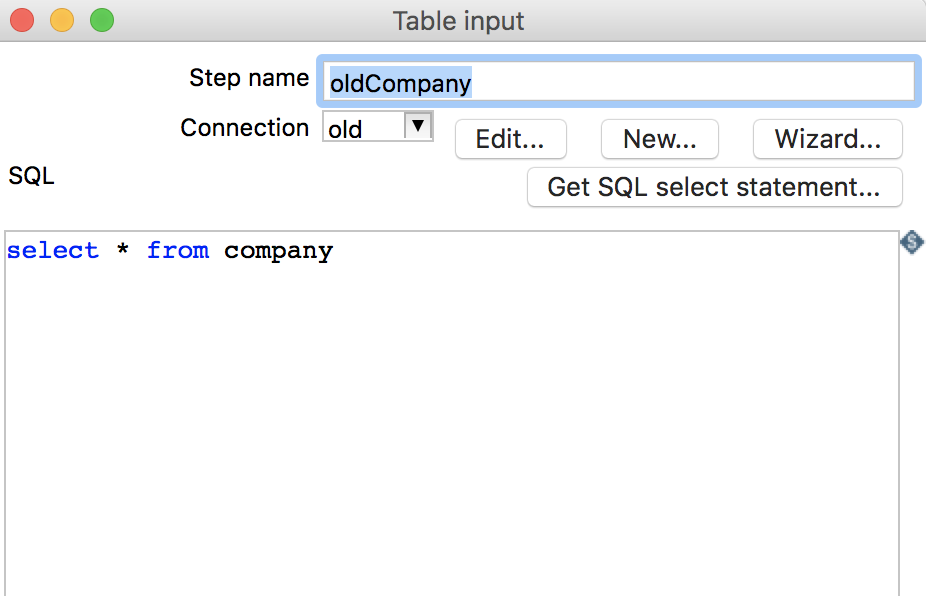 Table input
Step name oldCompany
Connection old Edit... New... Wizard...
SQL Get SQL select statement...
select * from company
S